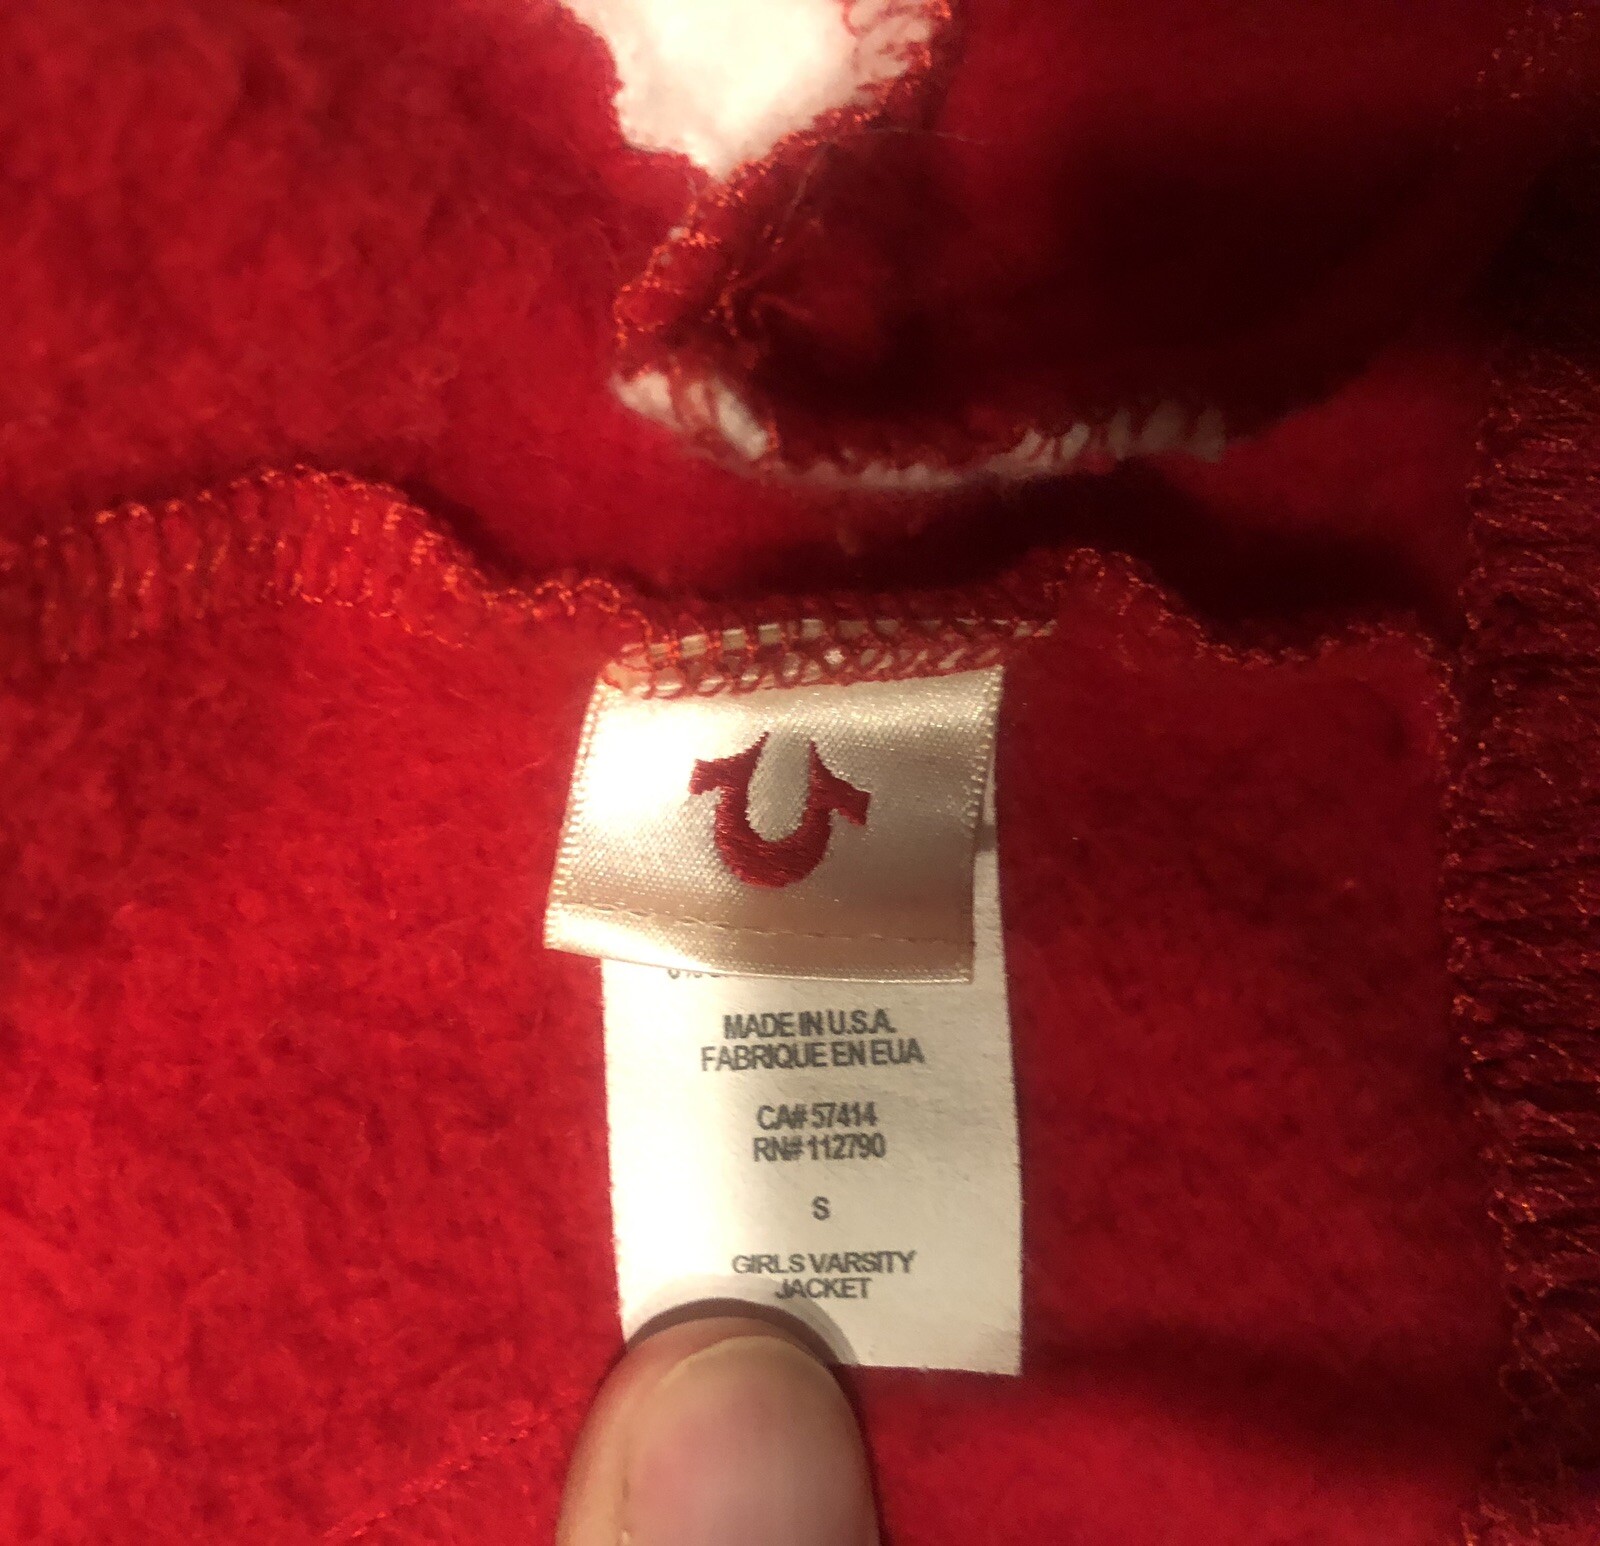 MADE IN U.S.A.
FABRIQUE EN EUA
CA# 57414
RN# 112790
S
GIRLS VARSITY
JACKET